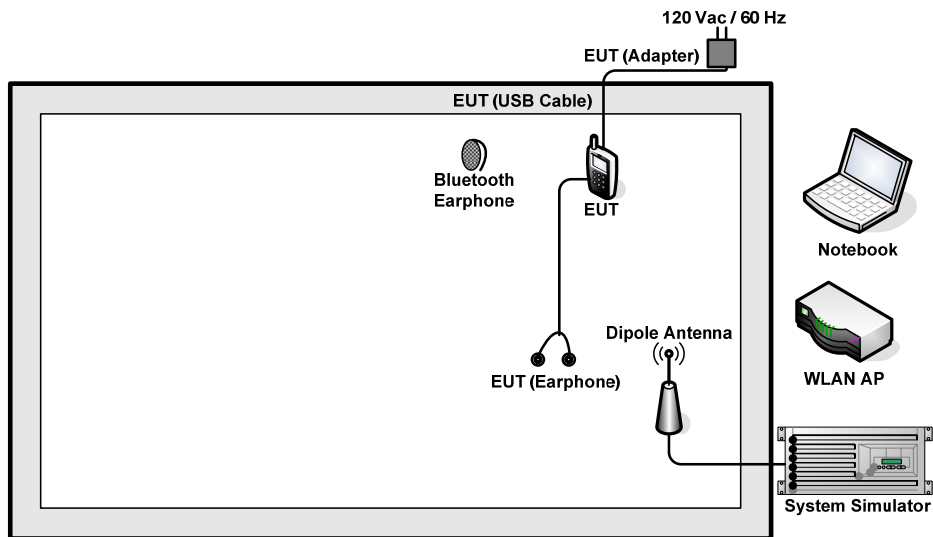 120 Vac / 60 Hz
EUT (Adapter)
EUT (USB Cable)
Bluetooth
Earphone
EUT
Notebook
Dipole Antenna
EUT (Earphone)
WLAN AP
System Simulator